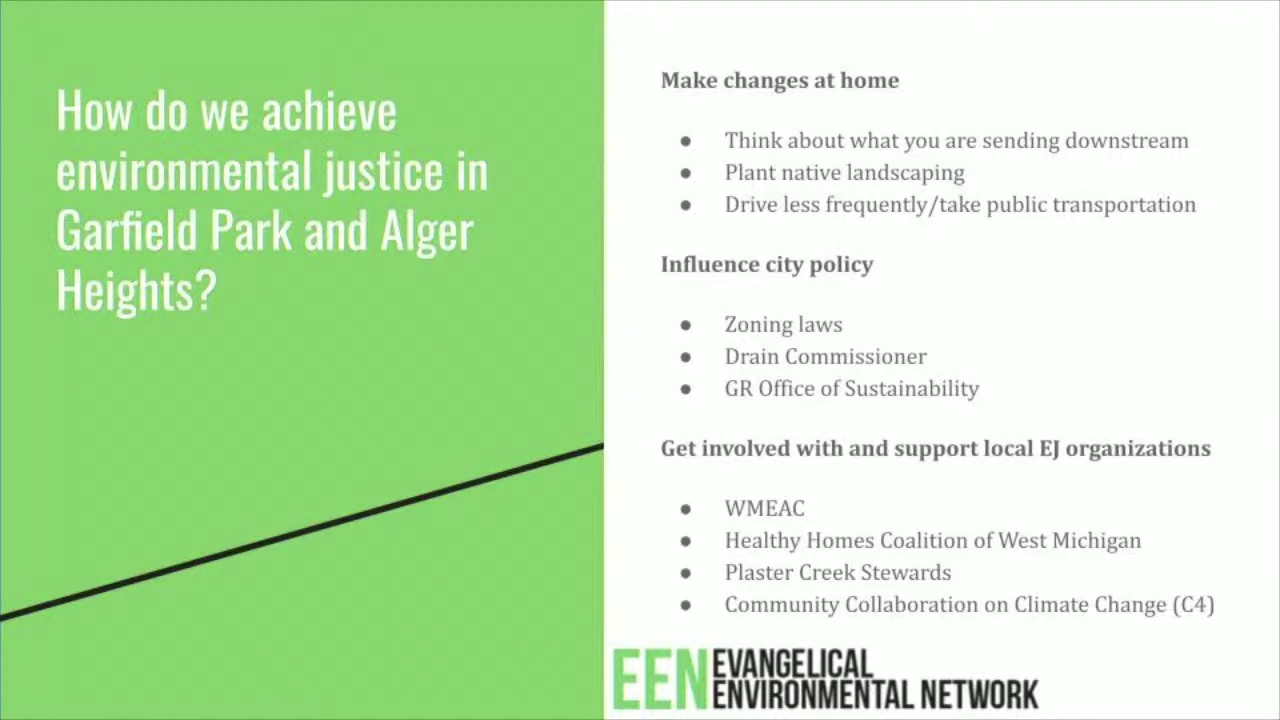 How do we achieve
environmental justice in
Garfield Park and Alger
Heights?
Make changes at home
● Think about what you are sending downstream
● Plant native landscaping
● Drive less frequently/take public transportation
Influence city policy
● Zoning laws
● Drain Commissioner
● GR Office of Sustainability
Get involved with and support local EJ organizations
● WMEAC
● Healthy Homes Coalition of West Michigan
● Plaster Creek Stewards
● Community Collaboration on Climate Change (C4)
EEN EVANGELICAL
ENVIRONMENTAL NETWORK